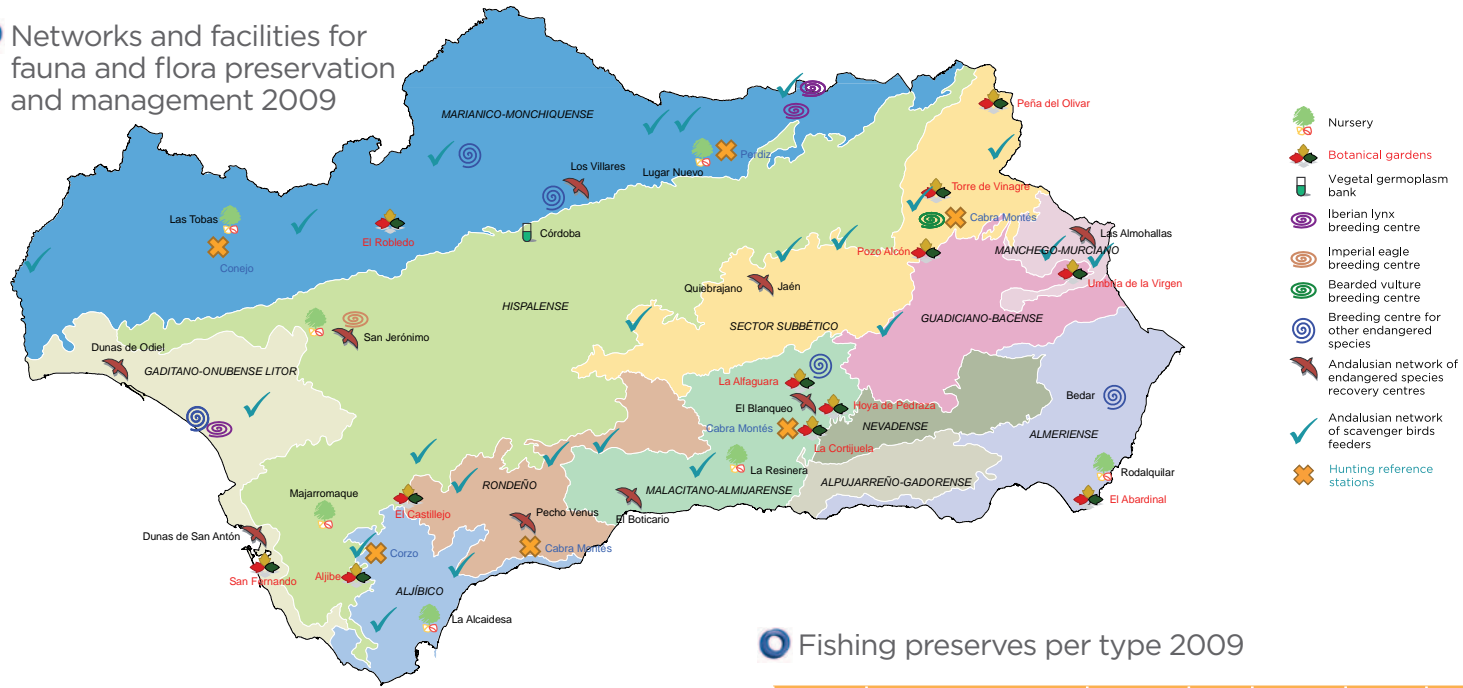 Networks and facilities for
fauna and flora preservation
and management 2009
MARIANICO-MONCHIQUENSE
Peña del Olivar
Los Villares
Lugar Nuevo
Perdiz
Torre de Vinagre
Las Tobas
Cabra Montés
El Robledo
Córdoba
Las Almohallas
Conejo
Pozo Alcón
MANCHEGO-MURCIANO
Quiebrajano
Jaén
Umbría de la Virgen
HISPALENSE
GUADICIANO-BACENSE
SECTOR SUBBÉTICO
San Jerónimo
Dunas de Odiel
GADITANO-ONUBENSE LITOR
La Alfaguara
Bedar
El Blanqueo
Hoya de Pedraza
Cabra Montés
NEVADENSE
ALMERIENSE
La Cortijuela
La Resinera
Rodalquilar
RONDEÑO
MALACITANO-ALMIJARENSE
ALPUJARREÑO-GADORENSE
Majarromaque
El Abardinal
El Castillejo
Pecho Venus
El Boticario
Dunas de San Antón
Corzo
Cabra Montés
San Fernando
Aljibe
ALJÍBICO
La Alcaidesa
Nursery
Botanical gardens
Vegetal germoplasm
bank
Iberian lynx
breeding centre
Imperial eagle
breeding centre
Bearded vulture
breeding centre
Breeding centre for
other endangered
species
Andalusian network of
endangered species
recovery centres
Andalusian network
of scavenger birds
feeders
Hunting reference
stations
Fishing preserves per type 2009